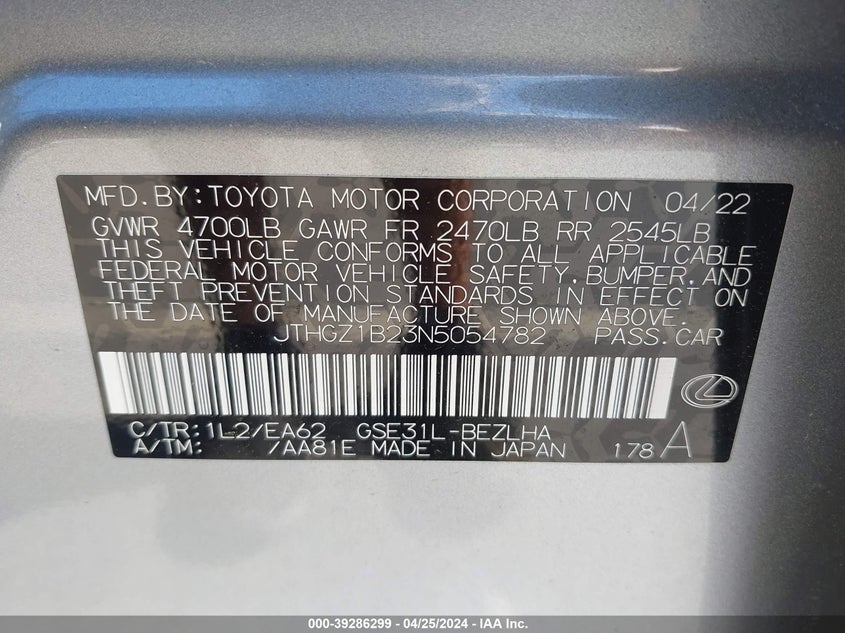 MFD.BY:TOYOTA MOTOR CORPORATION 04/22
GVWR 4700LB GAWR FR 2470LB RR 2545LB
THIS VEHICLE CONFORMS TO ALL APPLICABLE
FEDERAL MOTOR VEHICLE SAFETY,BUMPER,AND
THEFT PREVENTION STANDARDS IN EFFECT ON
THE DATE OF MANUFACTURE SHOWN ABOVE.
JTHGZ1B23N5054782 PASS.CAR
C/TR:1L2/EA62 GSE31L-BEZLHA
A/TM: /AA81E MADE IN JAPAN 178 A
000-39286299 - 04/25/2024 - IAA Inc.